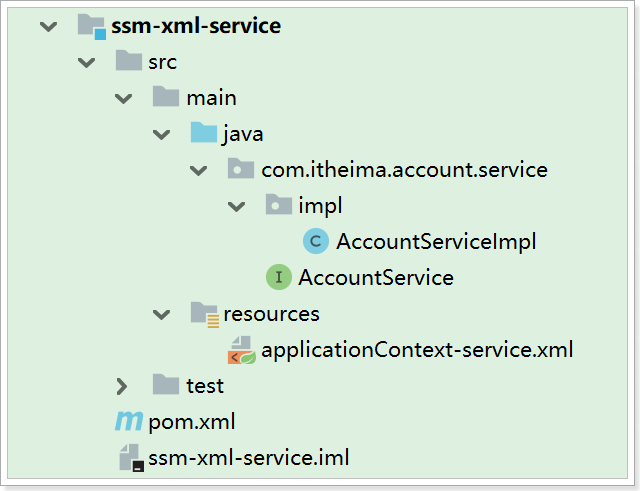 ssm-xml-service
src
main
java
com.itheima.account.service
impl
C AccountServiceImpl
I AccountService
resources
applicationContext-service.xml
test
m pom.xml
ssm-xml-service.iml